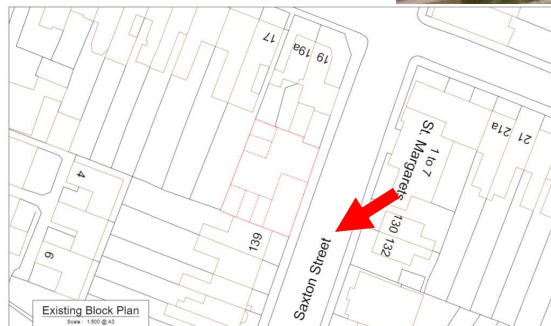 17
19a
19
21
21a
1 to 7
St. Margarets
4
130
132
139
6
Saxton Street
Existing Block Plan
Scale : 1:500 @ A3